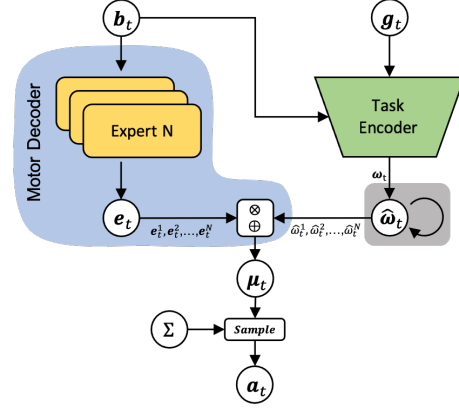 b_t
g_t
Motor Decoder
Expert N
Task
Encoder
ω_t
e_t
e_t^1, e_t^2, ..., e_t^N
⊗
⊕
ω̂_t^1, ω̂_t^2, ..., ω̂_t^N
ω̂_t
μ_t
Σ
Sample
a_t